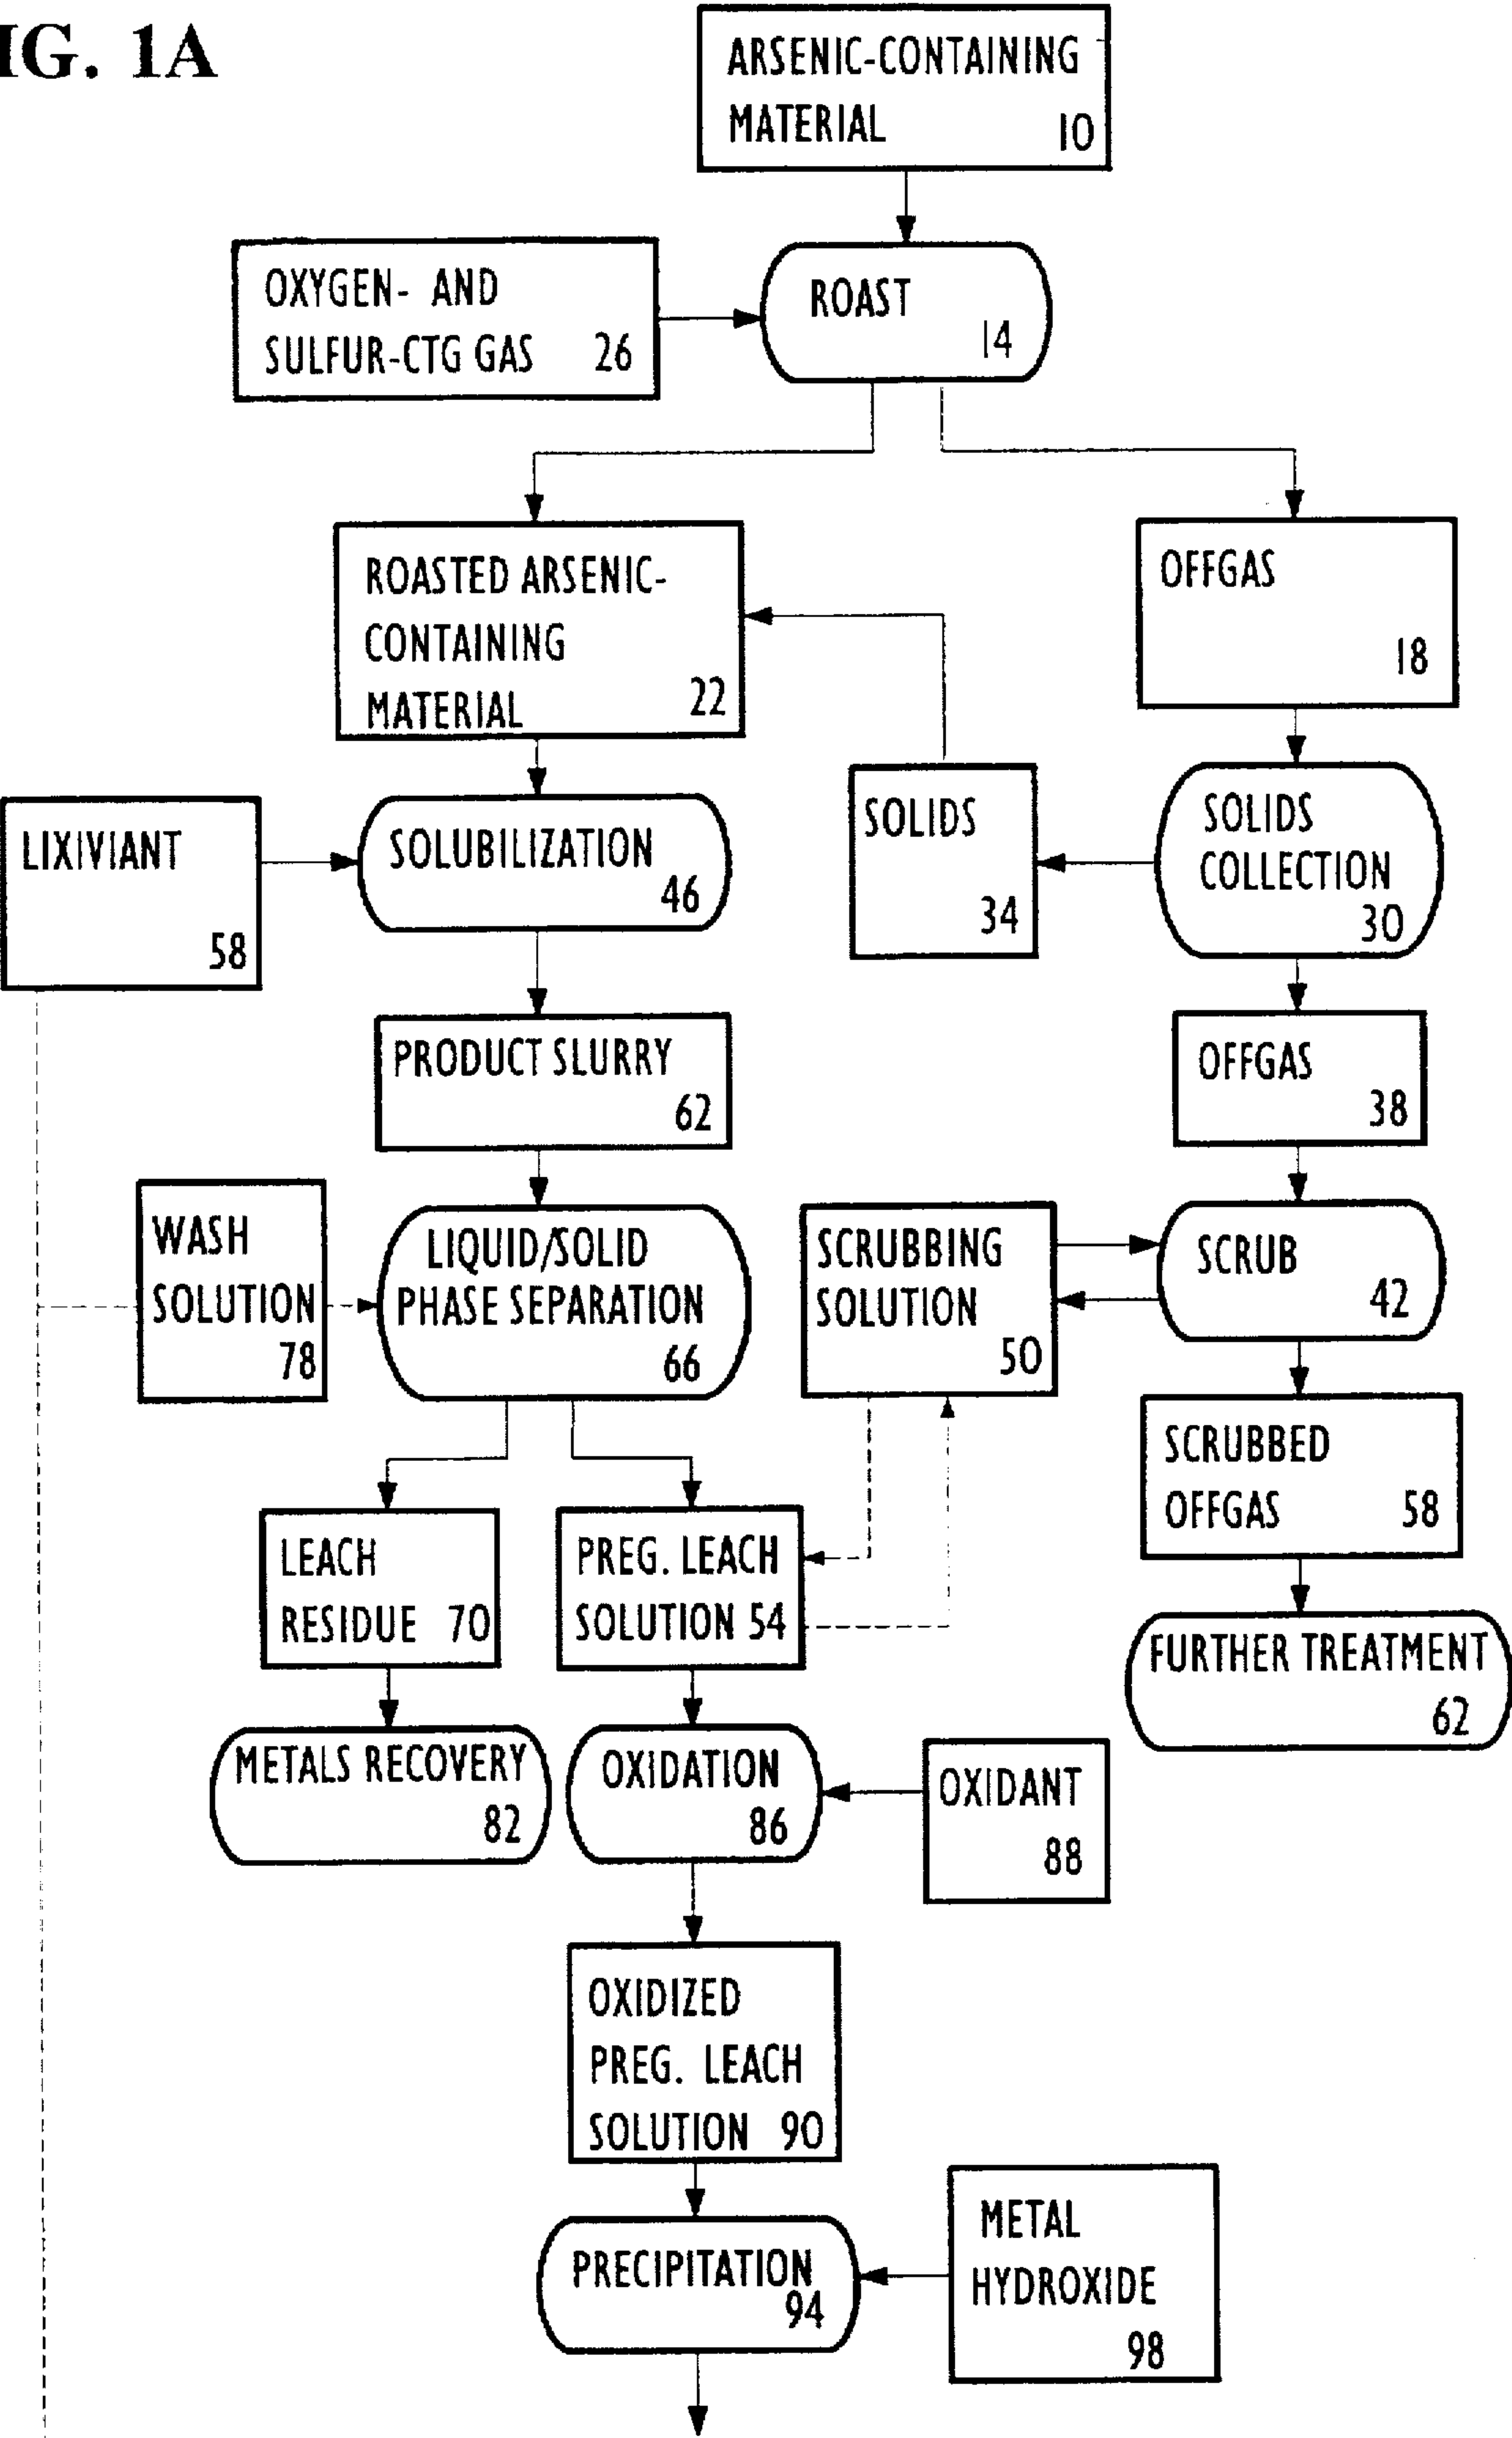 IG. 1A
ARSENIC-CONTAINING
MATERIAL 10
OXYGEN- AND
SULFUR-CTG GAS 26
ROAST
14
ROASTED ARSENIC-
CONTAINING
MATERIAL 22
OFFGAS
18
LIXIVIANT
58
SOLUBILIZATION
46
SOLIDS
34
SOLIDS
COLLECTION
30
PRODUCT SLURRY
62
OFFGAS
38
WASH
SOLUTION
78
LIQUID/SOLID
PHASE SEPARATION
66
SCRUBBING
SOLUTION
50
SCRUB
42
LEACH
RESIDUE 70
PREG. LEACH
SOLUTION 54
SCRUBBED
OFFGAS 58
FURTHER TREATMENT
62
METALS RECOVERY
82
OXIDATION
86
OXIDANT
88
OXIDIZED
PREG. LEACH
SOLUTION 90
PRECIPITATION
94
METAL
HYDROXIDE
98